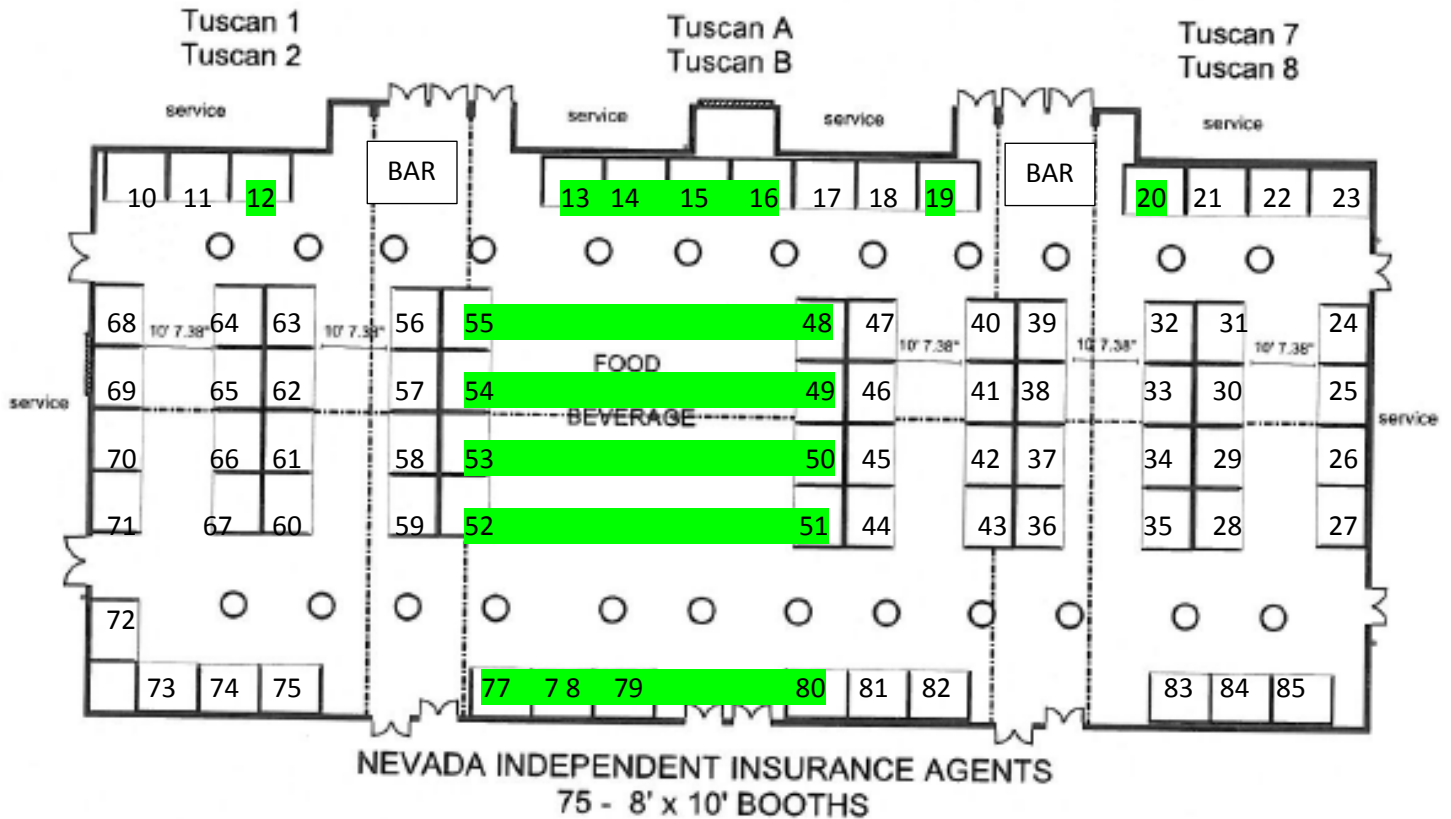 Tuscan 1
Tuscan 2
Tuscan A
Tuscan B
Tuscan 7
Tuscan 8
service
service
service
service
BAR
BAR
10 11 12 13 14 15 16 17 18 19 20 21 22 23
68 10' 7.38" 64 63 10' 7.38" 56 55 48 47 10' 7.38" 40 39 10' 7.38" 32 31 10' 7.38" 24
FOOD
69 65 62 57 54 49 46 41 38 33 30 25
service
BEVERAGE
service
70 66 61 58 53 50 45 42 37 34 29 26
71 67 60 59 52 51 44 43 36 35 28 27
72
73 74 75 77 7 8 79 80 81 82 83 84 85
NEVADA INDEPENDENT INSURANCE AGENTS
75 - 8' x 10' BOOTHS